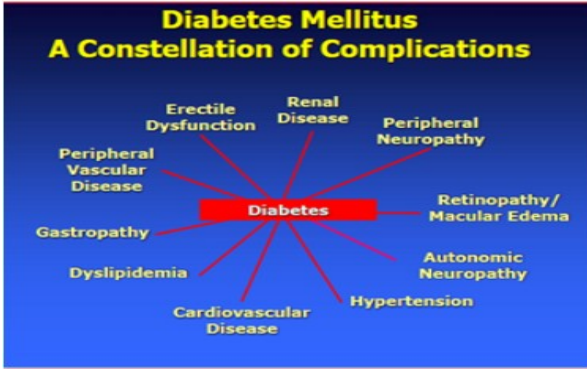 Diabetes Mellitus
A Constellation of Complications
Erectile
Dysfunction
Renal
Disease
Peripheral
Neuropathy
Peripheral
Vascular
Disease
Diabetes
Retinopathy/
Macular Edema
Gastropathy
Autonomic
Neuropathy
Dyslipidemia
Hypertension
Cardiovascular
Disease